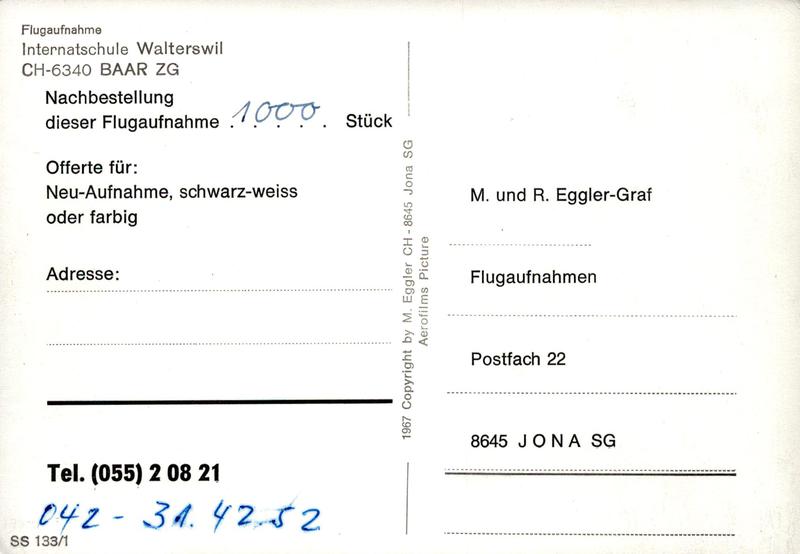 Flugaufnahme
Internatschule Walterswil
CH-6340 BAAR ZG
Nachbestellung
dieser Flugaufnahme 1000 Stück
Offerte für:
Neu-Aufnahme, schwarz-weiss
oder farbig
Adresse:
Tel. (055) 2 08 21
042 - 31.42 52
SS 133/1
1967 Copyright by M. Eggler CH - 8645 Jona SG
Aerofilms Picture
M. und R. Eggler-Graf
Flugaufnahmen
Postfach 22
8645 JONA SG